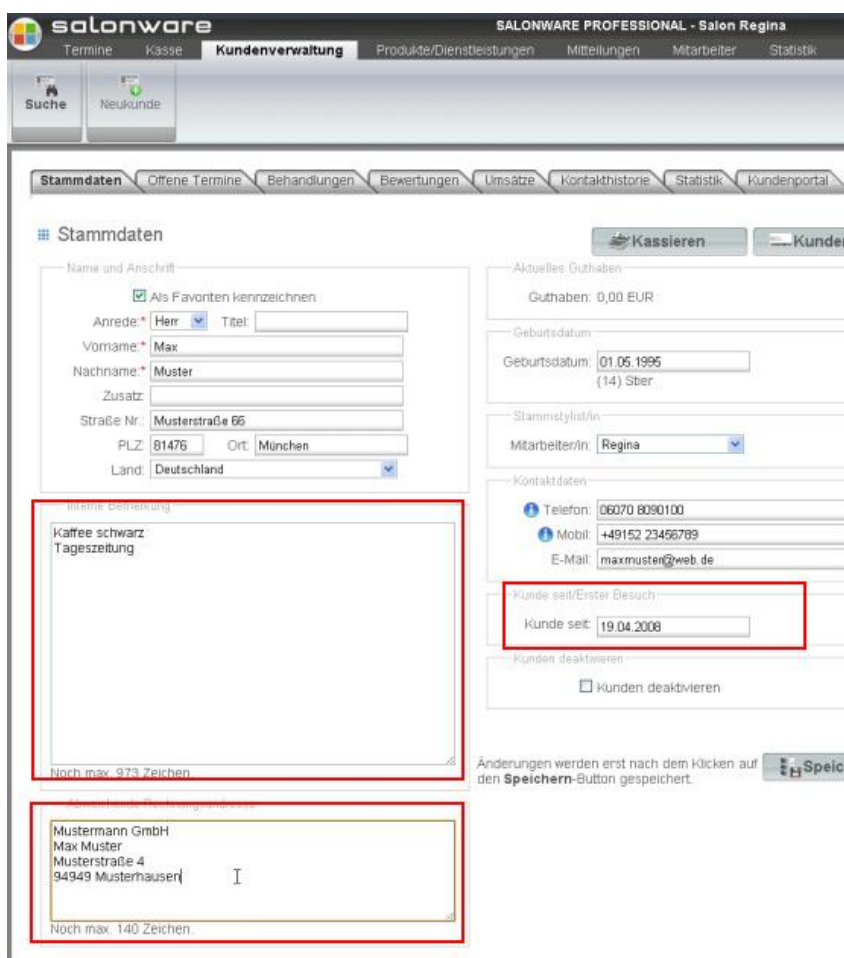 salonware
SALONWARE PROFESSIONAL - Salon Regina
Termine Kasse Kundenverwaltung Produkte/Dienstleistungen Mitteilungen Mitarbeiter Statistik
Suche Neukunde
Stammdaten Offene Termine Behandlungen Bewertungen Umsätze Kontakthistorie Statistik Kundenportal
Stammdaten
Kassieren
Kunde
Name und Anschrift
Als Favoriten kennzeichnen
Anrede:* Herr Titel:
Vorname:* Max
Nachname:* Muster
Zusatz:
Straße Nr.: Musterstraße 66
PLZ: 81476 Ort: München
Land: Deutschland
Interne Bemerkung
Kaffee schwarz
Tageszeitung
Noch max. 973 Zeichen.
Abweichende Rechnungsadresse
Mustermann GmbH
Max Muster
Musterstraße 4
94949 Musterhausen
Noch max. 140 Zeichen.
Aktuelles Guthaben
Guthaben: 0,00 EUR
Geburtsdatum
Geburtsdatum: 01.05.1995
(14) Stier
Stammstylist/in
Mitarbeiter/in: Regina
Kontaktdaten
Telefon: 06070 8090100
Mobil: +49152 23456789
E-Mail: maxmuster@web.de
Kunde seit/Erster Besuch
Kunde seit: 19.04.2008
Kunden deaktivieren
Kunden deaktivieren
Änderungen werden erst nach dem Klicken auf
den Speichern-Button gespeichert.
Speic